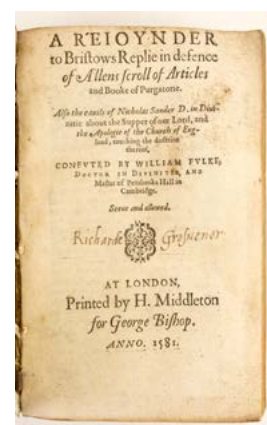 A REIOYNDER
to Bristows Replie in defence
of Allens scroll of Articles
and Booke of Purgatorie.
Also the cauils of Nicholas Sander D. in Diui-
nitie about the Supper of our Lord, and
the Apologie of the Church of Eng-
land, touching the doctrine
thereof,
CONFVTED BY WILLIAM FVLKE,
DOCTOR IN DIVINITIE, AND
Master of Pembroke Hall in
Cambridge.
Seene and allowed.
Richarde Grosuenor
AT LONDON,
Printed by H. Middleton
for George Bishop.
ANNO. 1581.